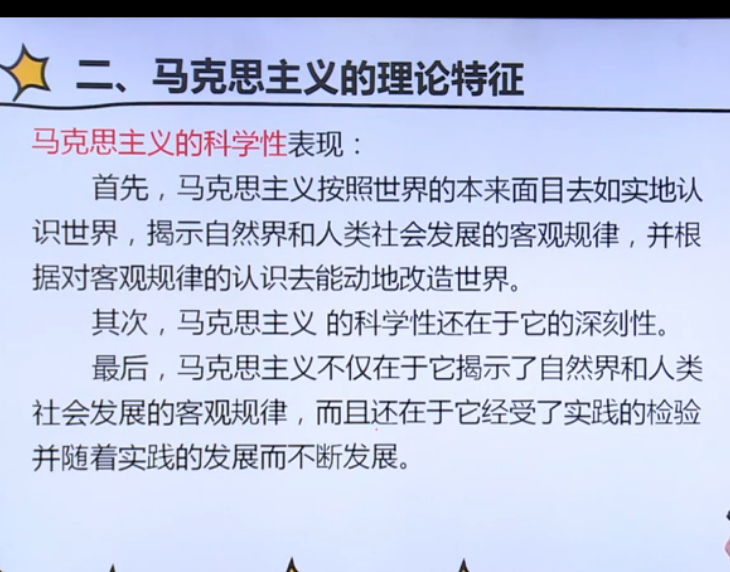 二、马克思主义的理论特征
马克思主义的科学性表现：
首先，马克思主义按照世界的本来面目去如实地认
识世界，揭示自然界和人类社会发展的客观规律，并根
据对客观规律的认识去能动地改造世界。
其次，马克思主义 的科学性还在于它的深刻性。
最后，马克思主义不仅在于它揭示了自然界和人类
社会发展的客观规律，而且还在于它经受了实践的检验
并随着实践的发展而不断发展。